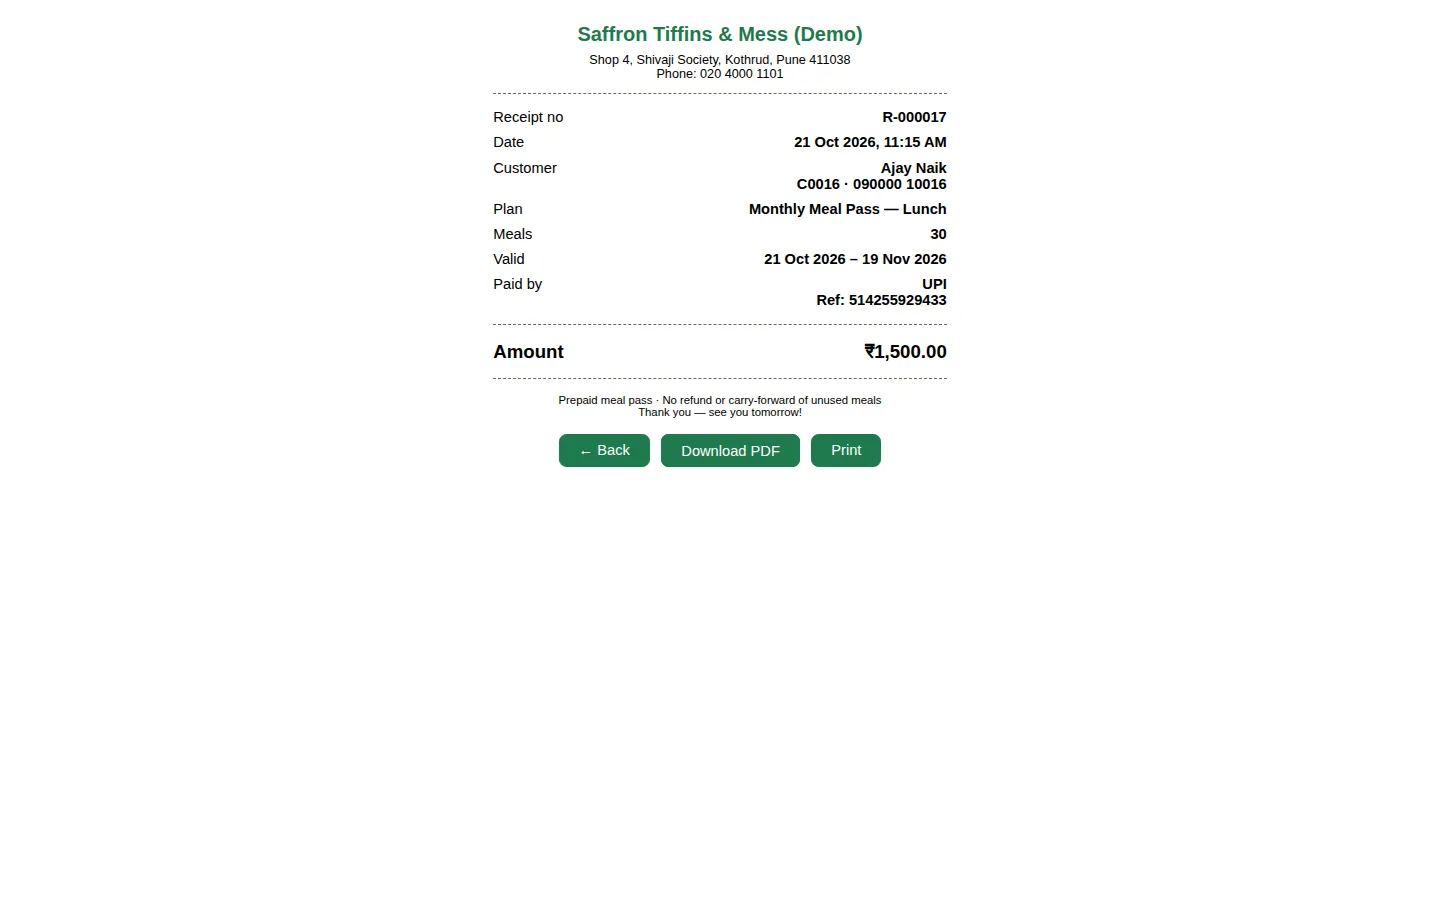 Saffron Tiffins & Mess (Demo)
Shop 4, Shivaji Society, Kothrud, Pune 411038
Phone: 020 4000 1101
Receipt no R-000017
Date 21 Oct 2026, 11:15 AM
Customer Ajay Naik
C0016 · 090000 10016
Plan Monthly Meal Pass — Lunch
Meals 30
Valid 21 Oct 2026 – 19 Nov 2026
Paid by UPI
Ref: 514255929433
Amount ₹1,500.00
Prepaid meal pass · No refund or carry-forward of unused meals
Thank you — see you tomorrow!
← Back Download PDF Print